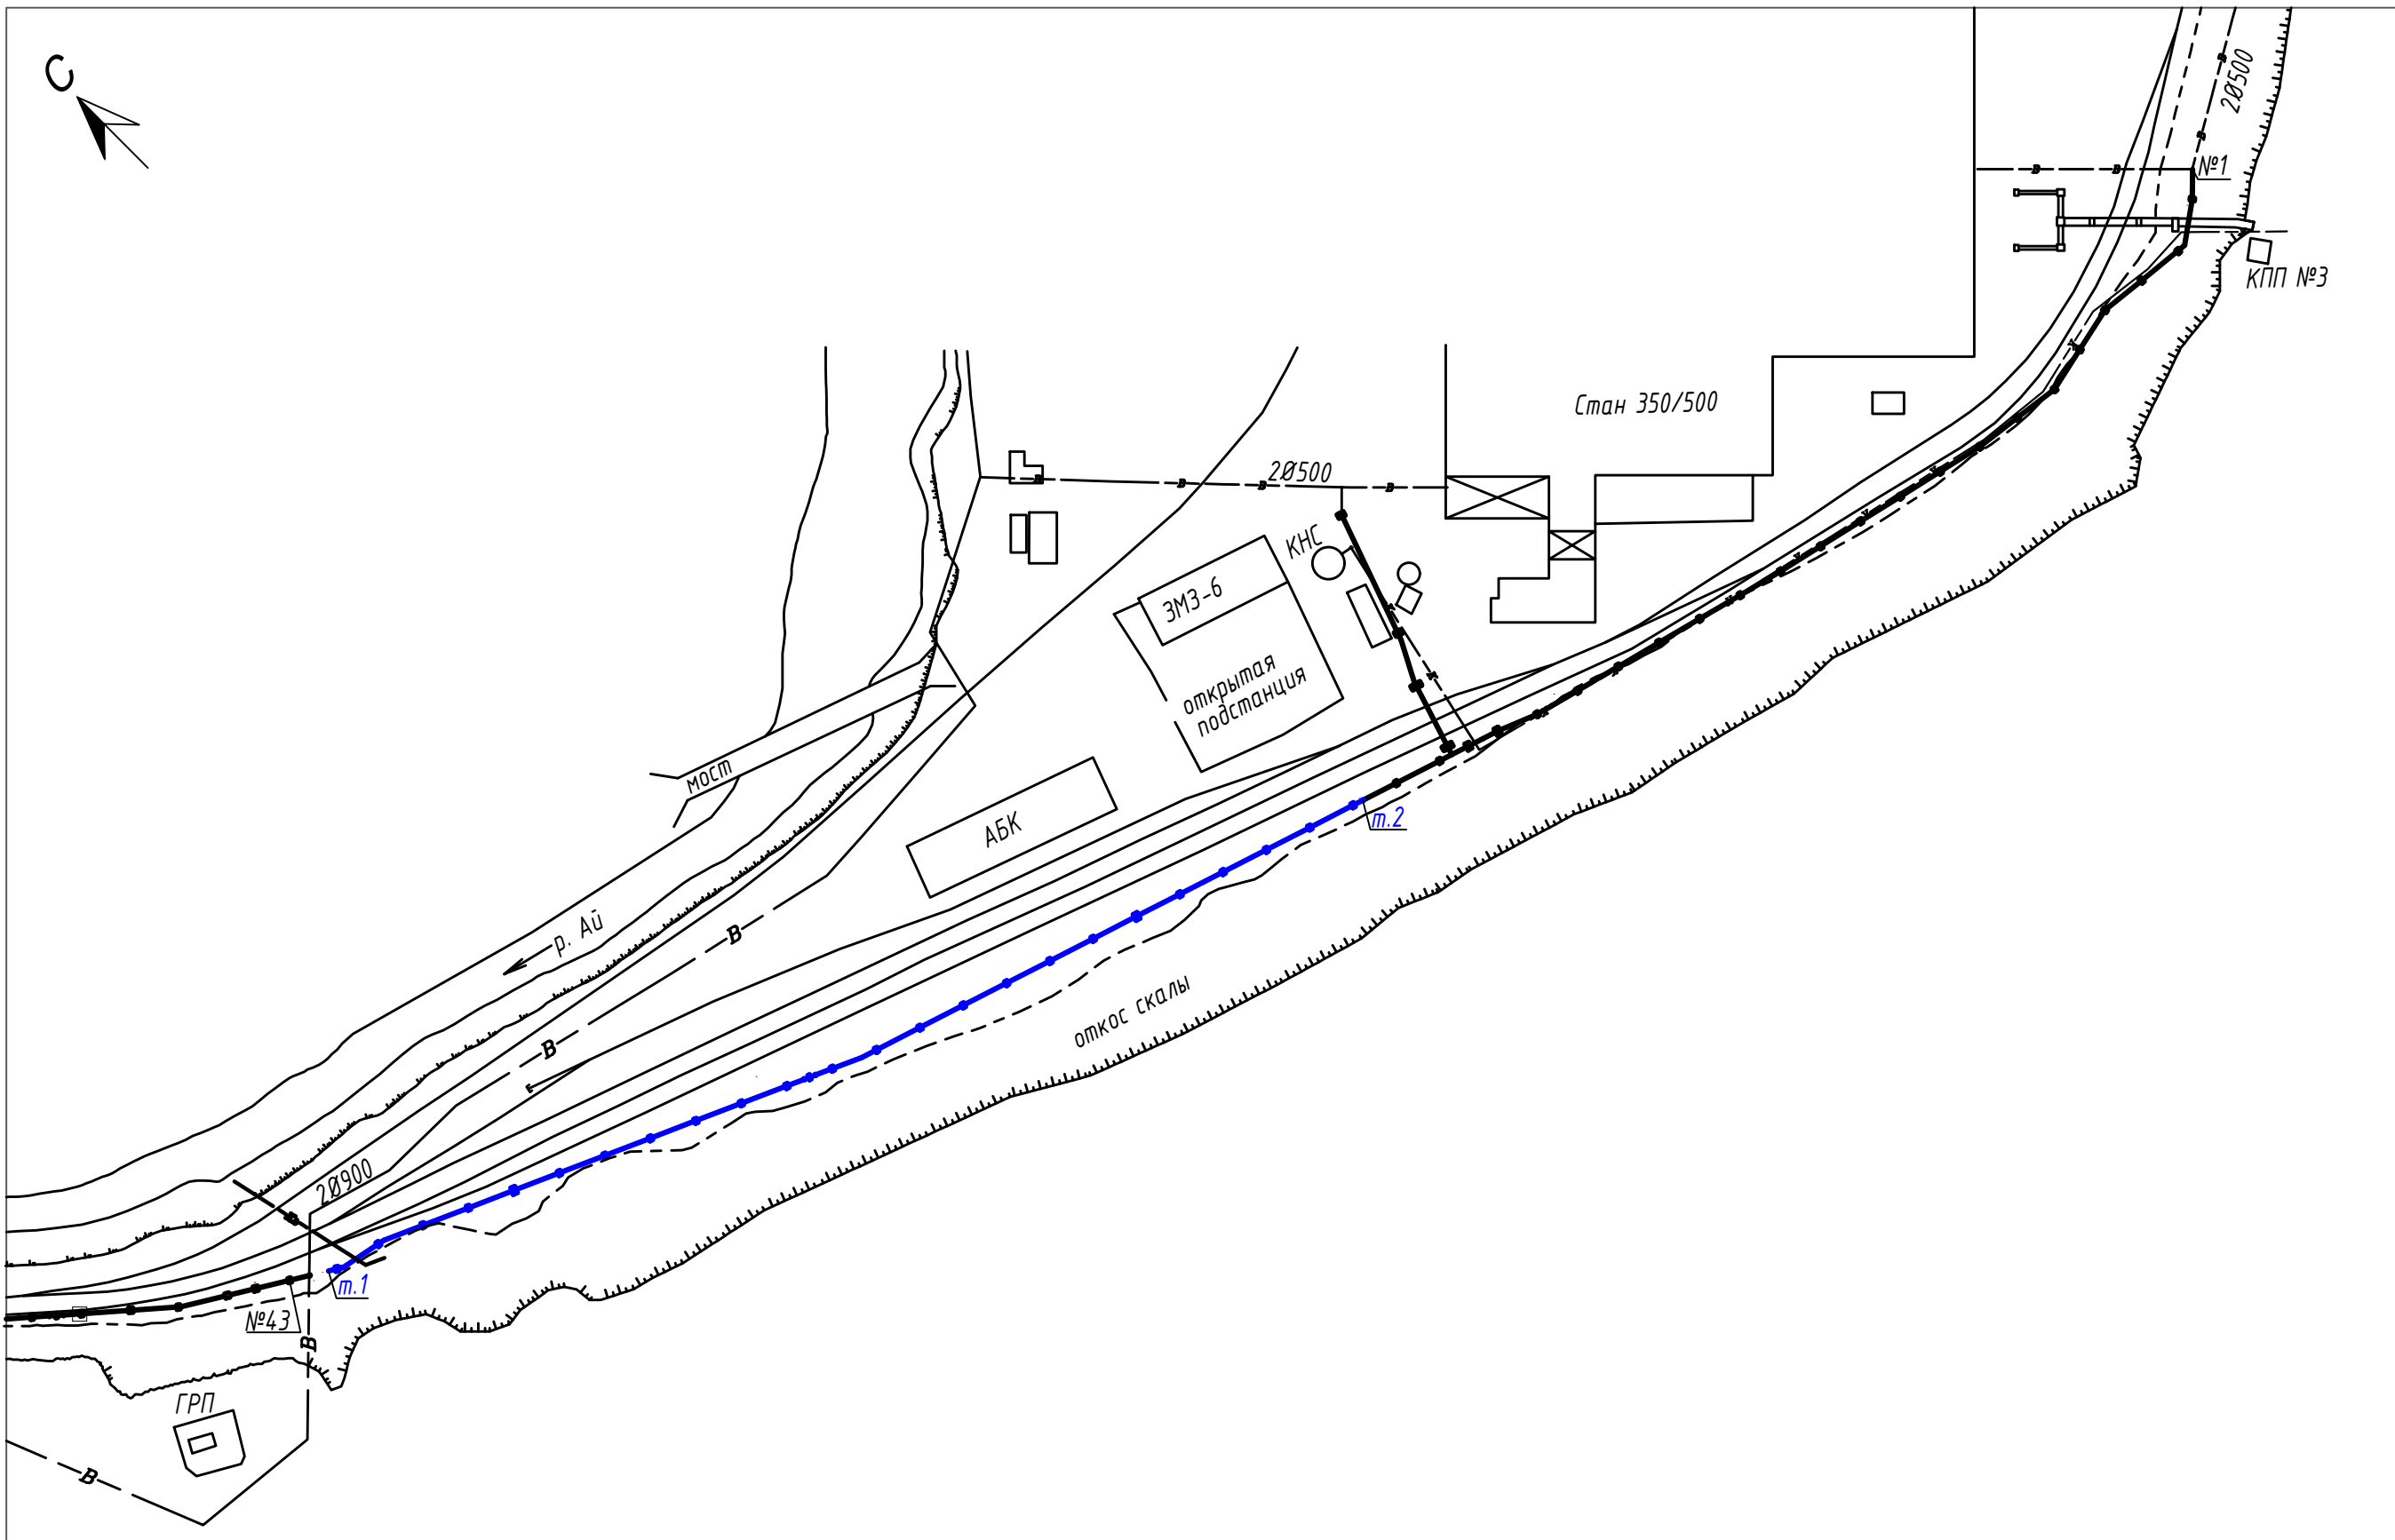 С
2Ø500
№1
КПП №3
Стан 350/500
2Ø500
КНС
ЗМЗ-6
открытая
подстанция
мост
АБК
т.2
р. Ай
В
откос скалы
В
2Ø900
В
т.1
№43
В
ГРП
В